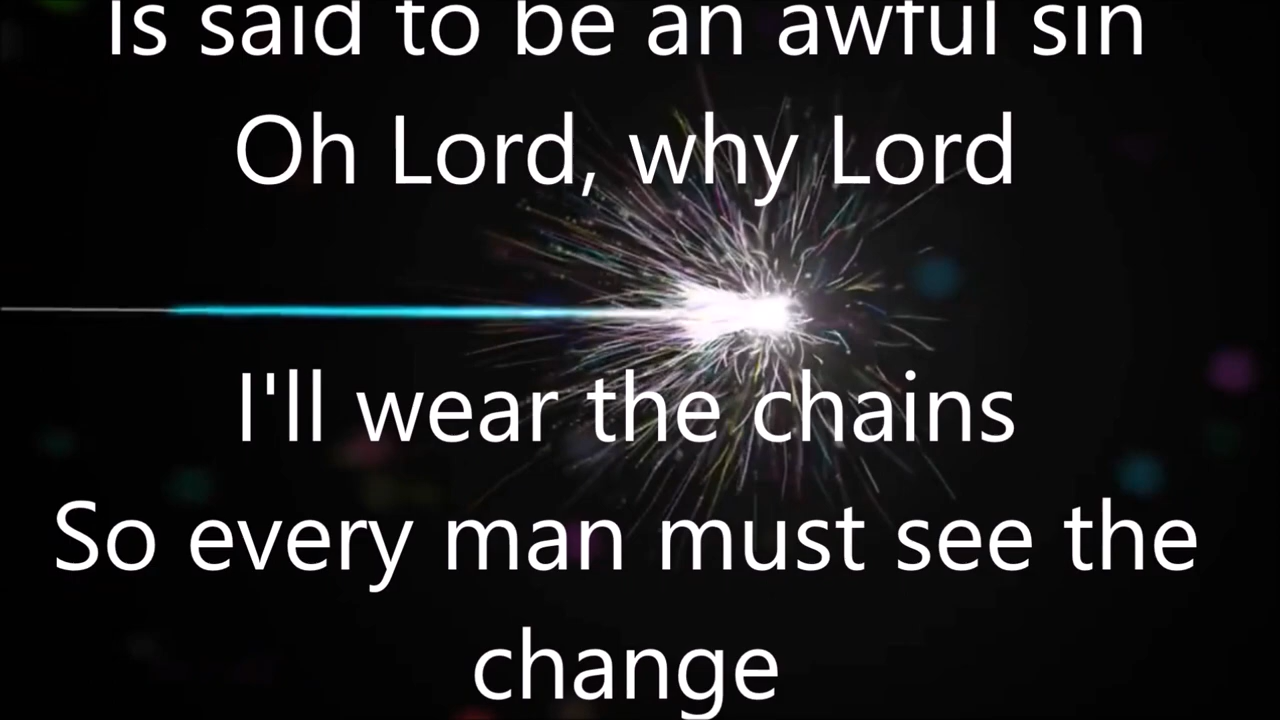 Is said to be an awful sin
Oh Lord, why Lord
I'll wear the chains
So every man must see the
change